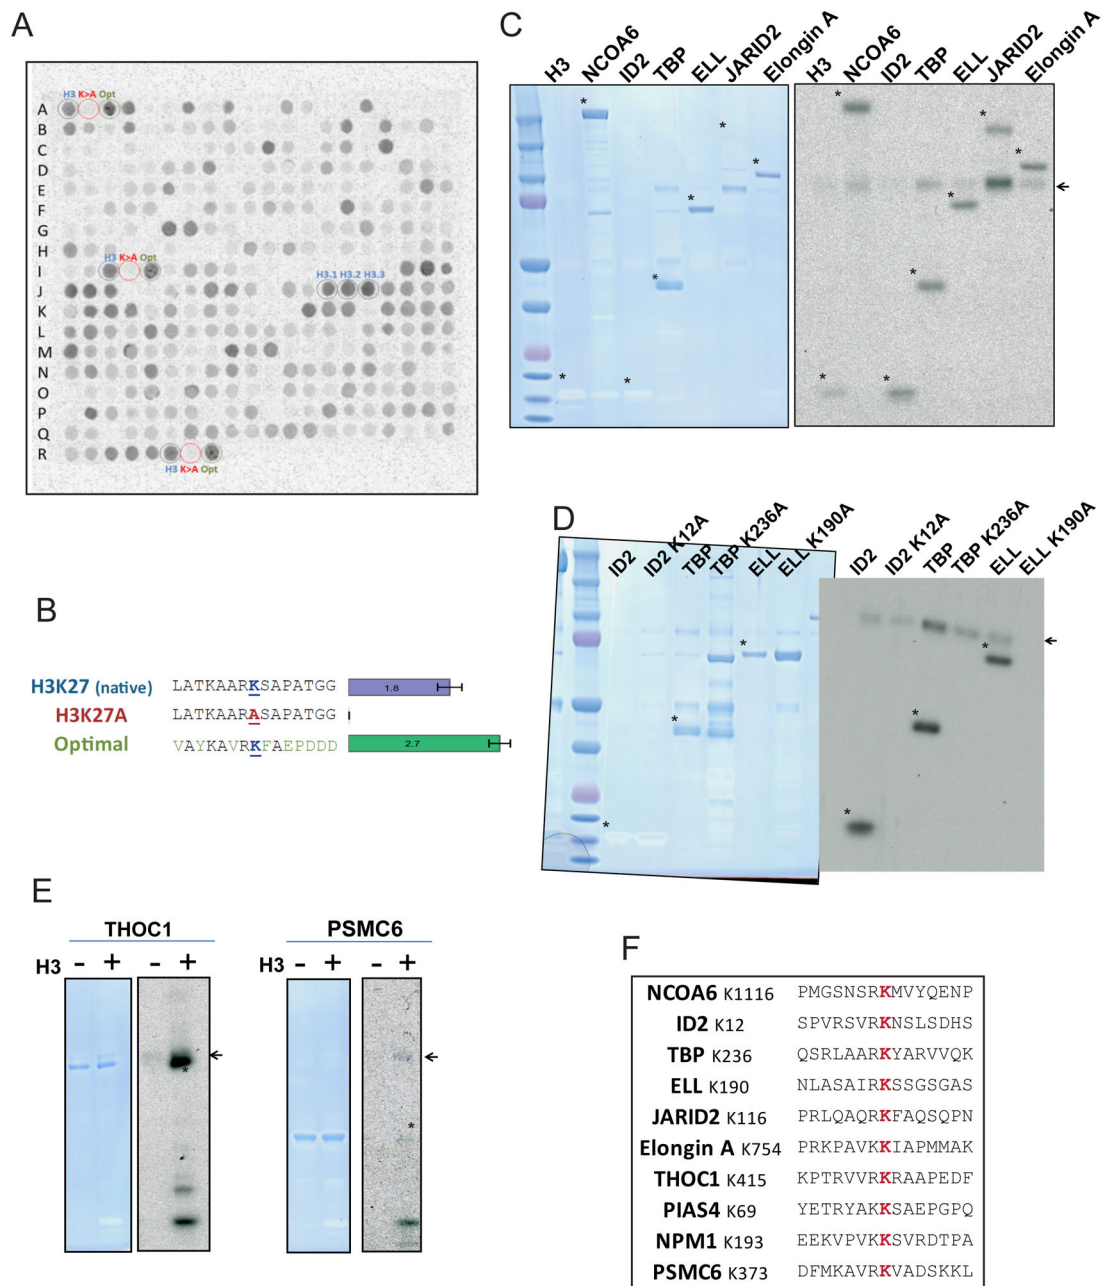 A
H3 K>A Opt
A
B
C
D
E
F
G
H
H3 K>A Opt
I
H3.1 H3.2 H3.3
J
K
L
M
N
O
P
Q
R
H3 K>A Opt
B
H3K27 (native) LATKAARKSAPATGG 1.8
H3K27A LATKAARASAPATGG
Optimal VAYKAVRKFAEPDDD 2.7
C
H3 NCOA6 ID2 TBP ELL JARID2 Elongin A
H3 NCOA6 ID2 TBP ELL JARID2 Elongin A
* * * * * * *
* * * * * * *
D
ID2 ID2 K12A TBP TBP K236A ELL ELL K190A
ID2 ID2 K12A TBP TBP K236A ELL ELL K190A
* * *
* * *
E
THOC1 PSMC6
H3 - + - + - + - +
*
*
F
NCOA6 K1116 PMGSNSRKMVYQENP
ID2 K12 SPVRSVRKNSLSDHS
TBP K236 QSRLAARKYARVVQK
ELL K190 NLASAIRKSSGSGAS
JARID2 K116 PRLQAQRKFAQSQPN
Elongin A K754 PRKPAVKKIAPMMAK
THOC1 K415 KPTRVVRKRAAPEDF
PIAS4 K69 YETRYAKKSAEPGPQ
NPM1 K193 EEKVPVKKSVRDTPA
PSMC6 K373 DFMKAVRKVADSKKL